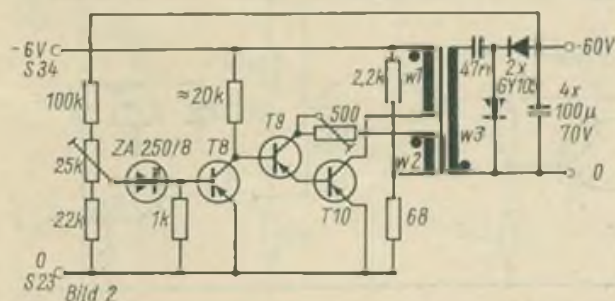 -6V
S34
100k
25k
22k
ZA 250/8
1k
T8
≈20k
T9
500
T10
2,2k
68
w1
w2
w3
47n
2x
GY10
4x
100µ
70V
-60V
0
0
S23
Bild 2